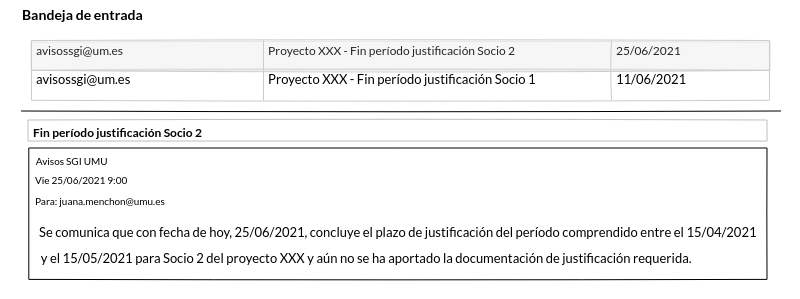 Bandeja de entrada
avisossgi@um.es Proyecto XXX - Fin período justificación Socio 2 25/06/2021
avisossgi@um.es Proyecto XXX - Fin período justificación Socio 1 11/06/2021
Fin período justificación Socio 2
Avisos SGI UMU
Vie 25/06/2021 9:00
Para: juana.menchon@umu.es
Se comunica que con fecha de hoy, 25/06/2021, concluye el plazo de justificación del período comprendido entre el 15/04/2021
y el 15/05/2021 para Socio 2 del proyecto XXX y aún no se ha aportado la documentación de justificación requerida.